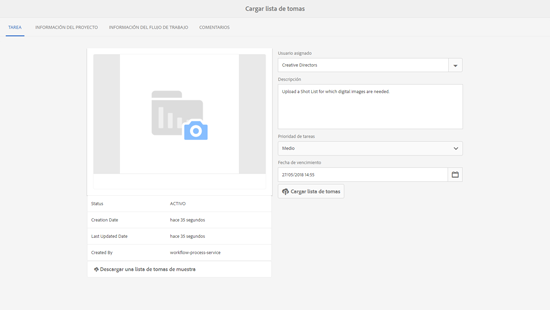 Cargar lista de tomas
TAREA INFORMACIÓN DEL PROYECTO INFORMACIÓN DEL FLUJO DE TRABAJO COMENTARIOS
Usuario asignado
Creative Directors
Descripción
Upload a Shot List for which digital images are needed
Prioridad de tareas
Medio
Fecha de vencimiento
27/05/2018 14:55
Cargar lista de tomas
Status ACTIVO
Creation Date hace 35 segundos
Last Updated Date hace 35 segundos
Created By workflow-process-service
Descargar una lista de tomas de muestra